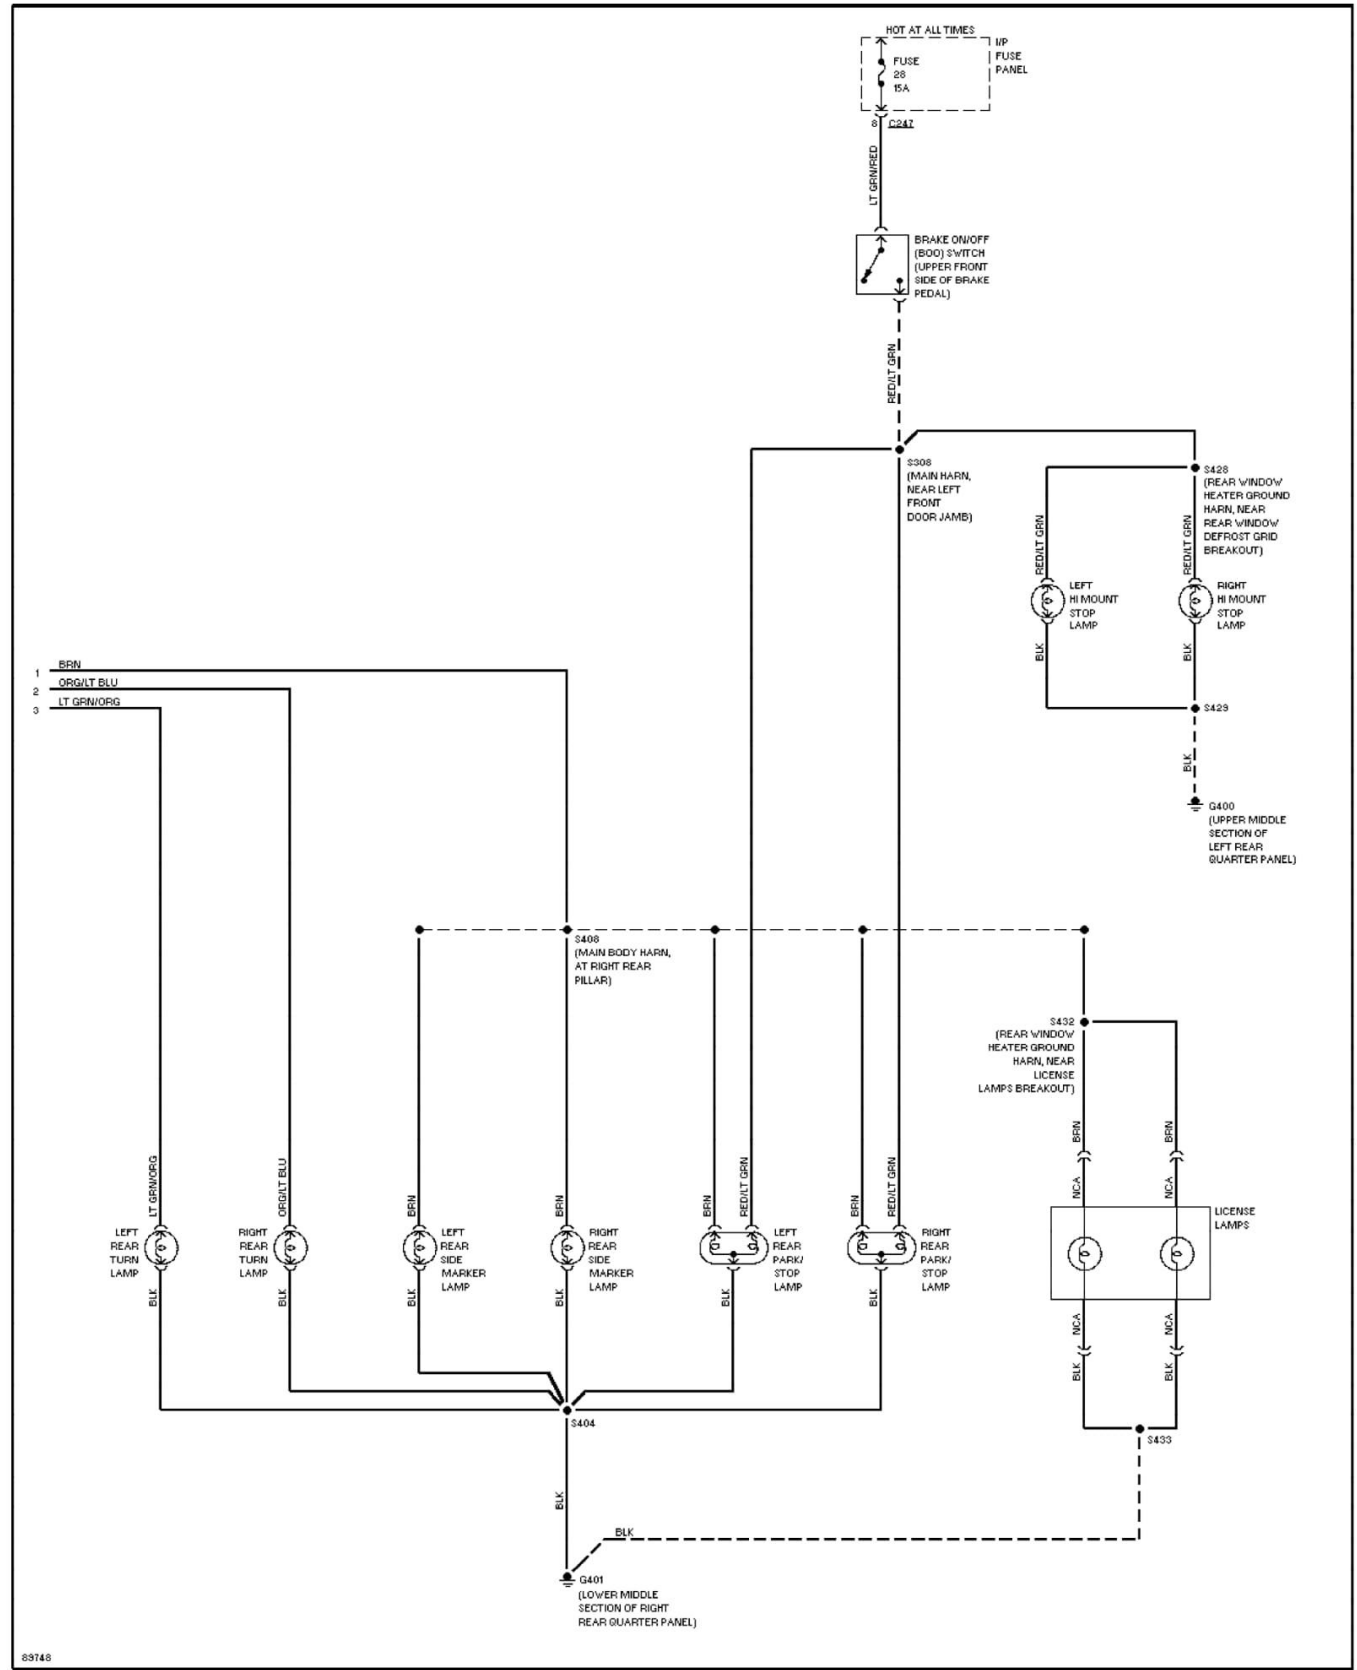 HOT AT ALL TIMES
I/P
FUSE
PANEL
FUSE
28
15A
8 C247
LT GRN/RED
BRAKE ON/OFF
(BOO) SWITCH
(UPPER FRONT
SIDE OF BRAKE
PEDAL)
RED/LT GRN
S308
(MAIN HARN,
NEAR LEFT
FRONT
DOOR JAMB)
S428
(REAR WINDOW
HEATER GROUND
HARN, NEAR
REAR WINDOW
DEFROST GRID
BREAKOUT)
RED/LT GRN
RED/LT GRN
LEFT
HI MOUNT
STOP
LAMP
RIGHT
HI MOUNT
STOP
LAMP
BLK
BLK
1 BRN
2 ORG/LT BLU
3 LT GRN/ORG
S429
BLK
G400
(UPPER MIDDLE
SECTION OF
LEFT REAR
QUARTER PANEL)
S408
(MAIN BODY HARN,
AT RIGHT REAR
PILLAR)
S432
(REAR WINDOW
HEATER GROUND
HARN, NEAR
LICENSE
LAMPS BREAKOUT)
BRN
BRN
NCA
NCA
LT GRN/ORG
ORG/LT BLU
BRN
BRN
BRN
RED/LT GRN
BRN
RED/LT GRN
LICENSE
LAMPS
LEFT
REAR
TURN
LAMP
RIGHT
REAR
TURN
LAMP
LEFT
REAR
SIDE
MARKER
LAMP
RIGHT
REAR
SIDE
MARKER
LAMP
LEFT
REAR
PARK/
STOP
LAMP
RIGHT
REAR
PARK/
STOP
LAMP
BLK
BLK
BLK
BLK
BLK
BLK
NCA
NCA
BLK
BLK
S404
S433
BLK
BLK
G401
(LOWER MIDDLE
SECTION OF RIGHT
REAR QUARTER PANEL)
89748